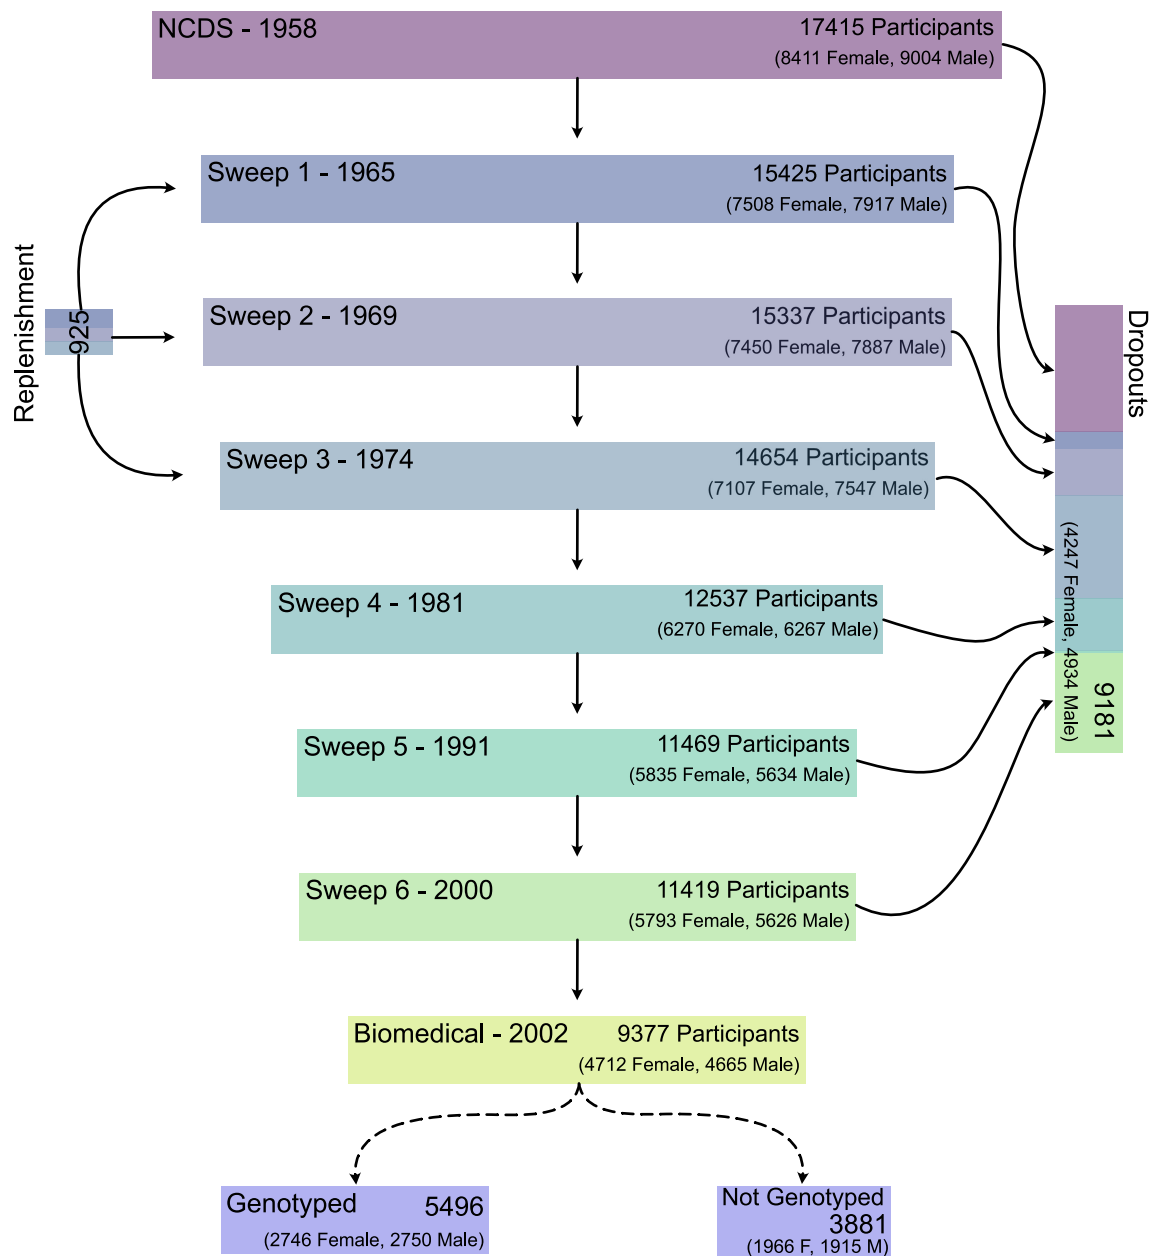 NCDS - 1958
17415 Participants
(8411 Female, 9004 Male)
Sweep 1 - 1965
15425 Participants
(7508 Female, 7917 Male)
Replenishment
925
Sweep 2 - 1969
15337 Participants
(7450 Female, 7887 Male)
Dropouts
Sweep 3 - 1974
14654 Participants
(7107 Female, 7547 Male)
(4247 Female, 4934 Male)
9181
Sweep 4 - 1981
12537 Participants
(6270 Female, 6267 Male)
Sweep 5 - 1991
11469 Participants
(5835 Female, 5634 Male)
Sweep 6 - 2000
11419 Participants
(5793 Female, 5626 Male)
Biomedical - 2002
9377 Participants
(4712 Female, 4665 Male)
Genotyped
5496
(2746 Female, 2750 Male)
Not Genotyped
3881
(1966 F, 1915 M)